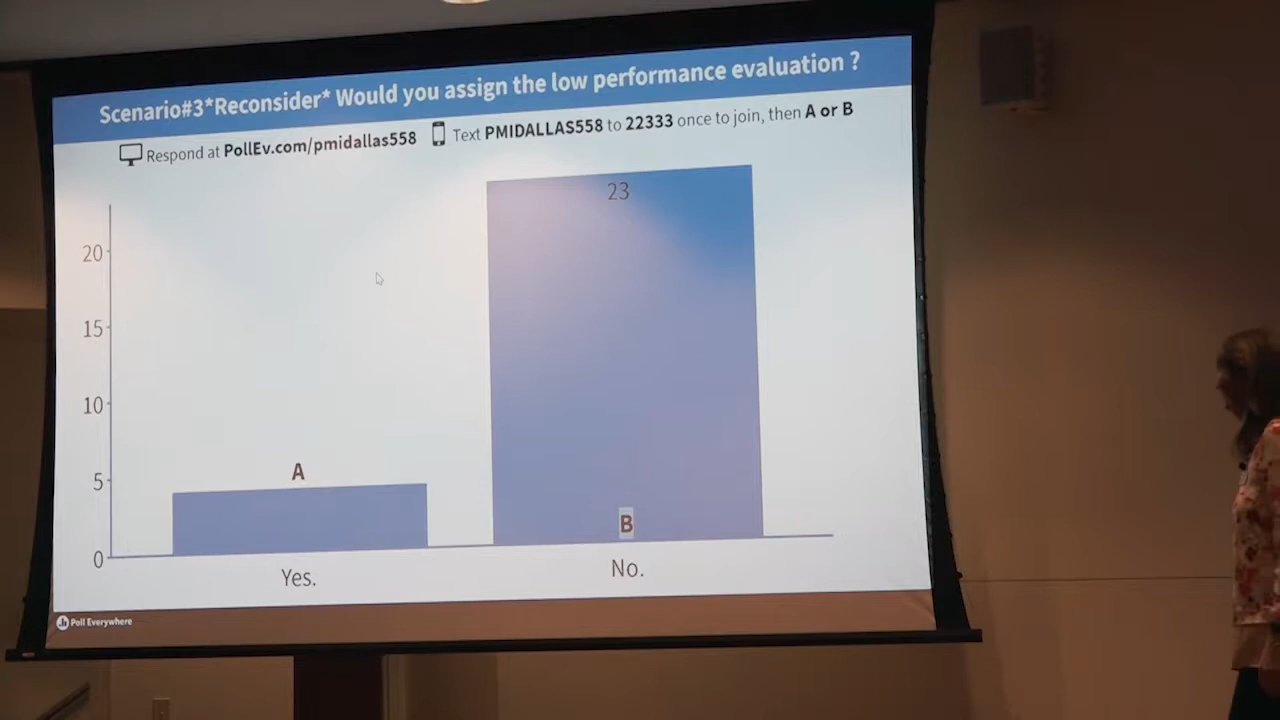 Scenario#3*Reconsider* Would you assign the low performance evaluation ?
Respond at PollEv.com/pmidallas558 Text PMIDALLAS558 to 22333 once to join, then A or B
23
20
15
10
5
0
A
B
Yes.
No.
Poll Everywhere